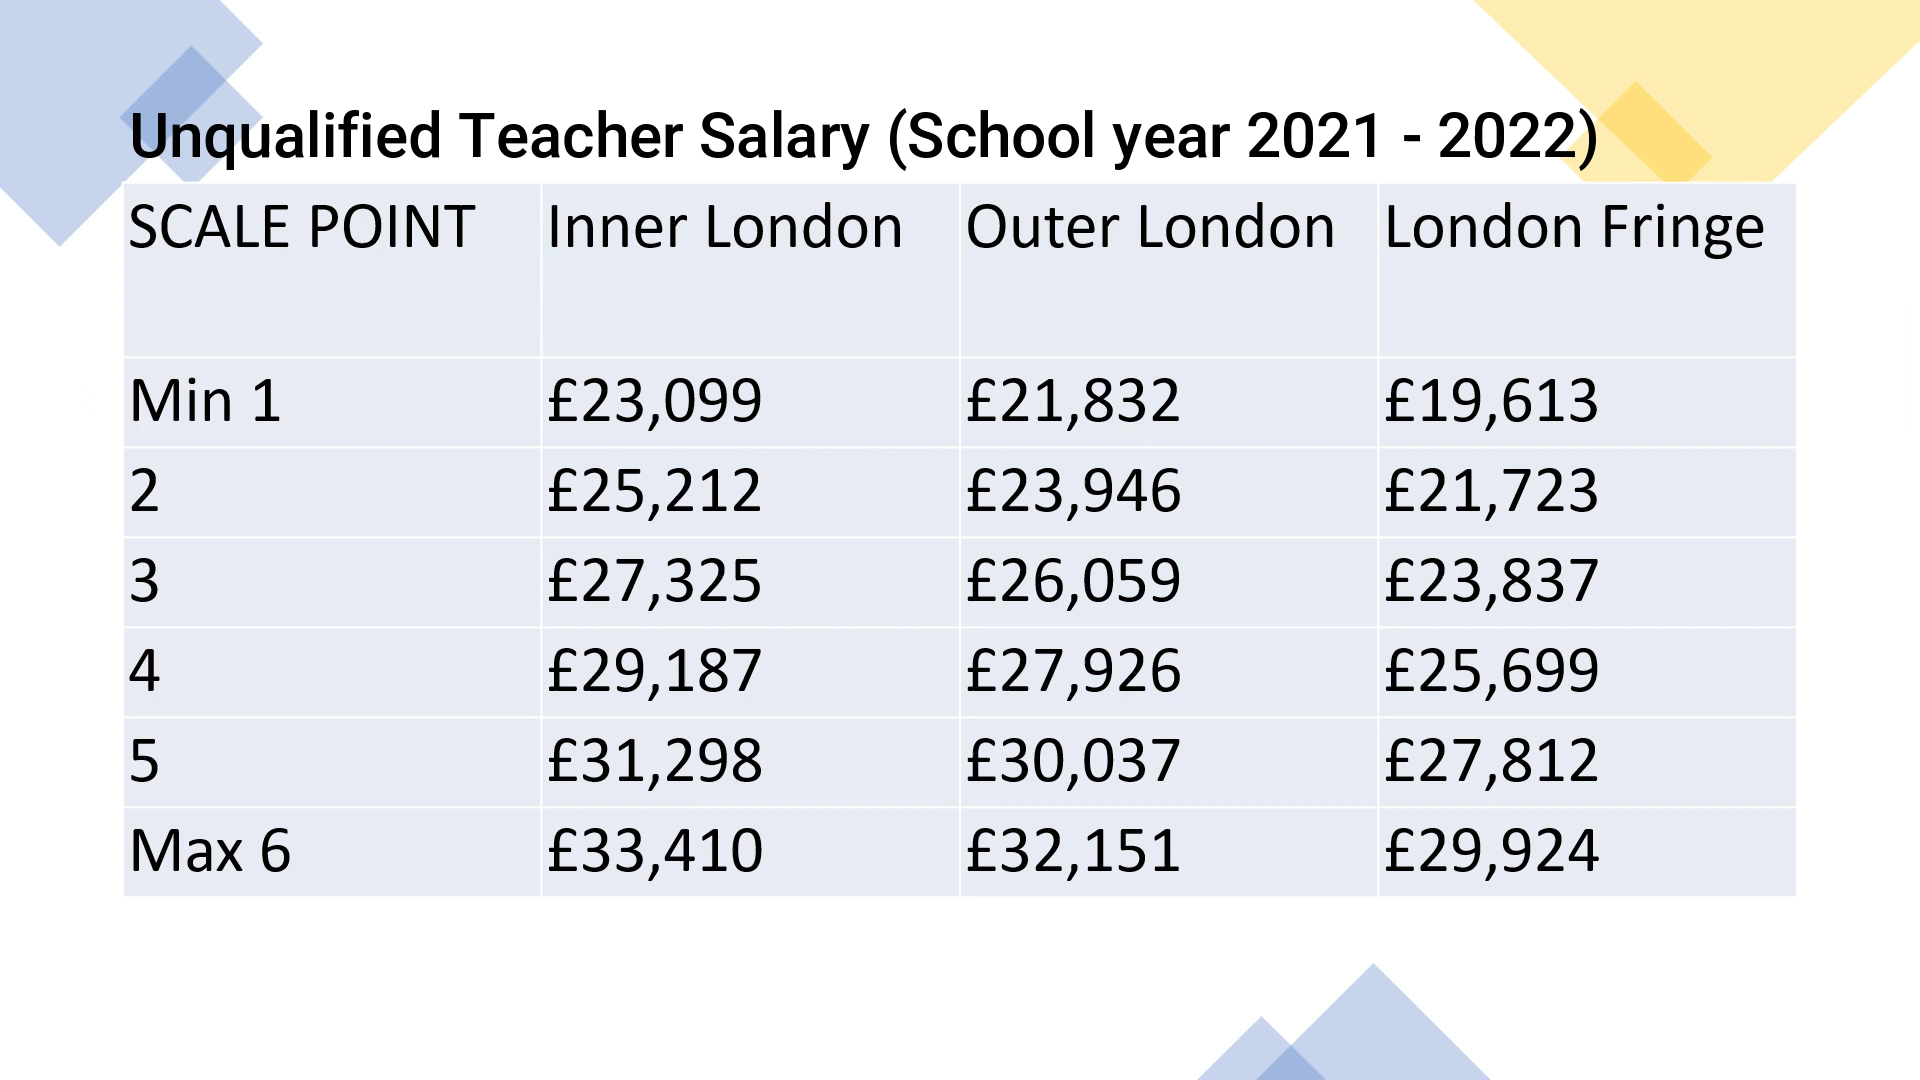 Unqualified Teacher Salary (School year 2021 - 2022)
SCALE POINT Inner London Outer London London Fringe
Min 1 £23,099 £21,832 £19,613
2 £25,212 £23,946 £21,723
3 £27,325 £26,059 £23,837
4 £29,187 £27,926 £25,699
5 £31,298 £30,037 £27,812
Max 6 £33,410 £32,151 £29,924